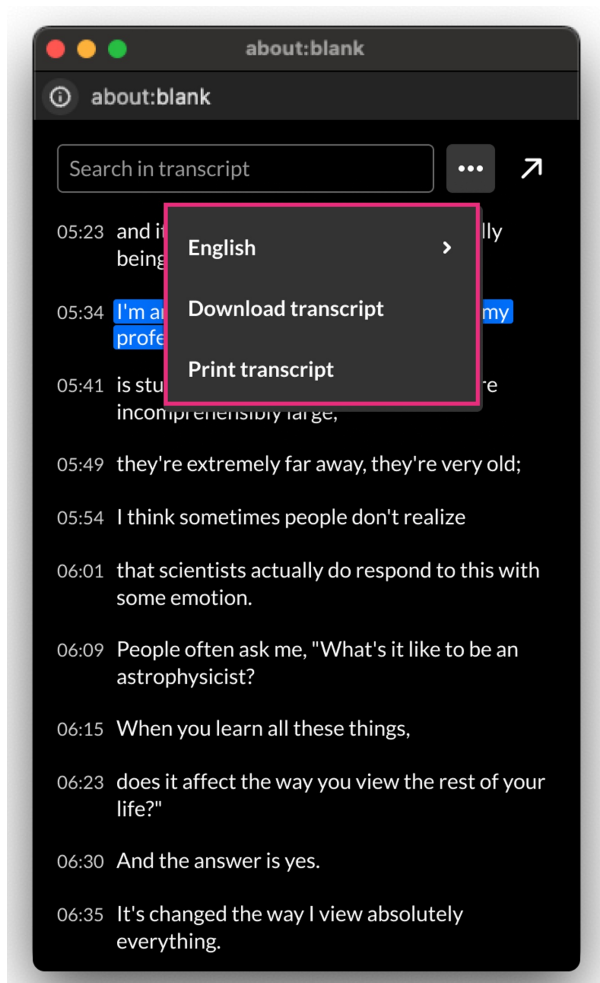 about:blank
about:blank
Search in transcript
05:23 and it lly
being
English
05:34 I'm a my
profe
Download transcript
05:41 is stu re
Print transcript
incomprehensibly large,
05:49 they're extremely far away, they're very old;
05:54 I think sometimes people don't realize
06:01 that scientists actually do respond to this with
some emotion.
06:09 People often ask me, "What's it like to be an
astrophysicist?
06:15 When you learn all these things,
06:23 does it affect the way you view the rest of your
life?"
06:30 And the answer is yes.
06:35 It's changed the way I view absolutely
everything.